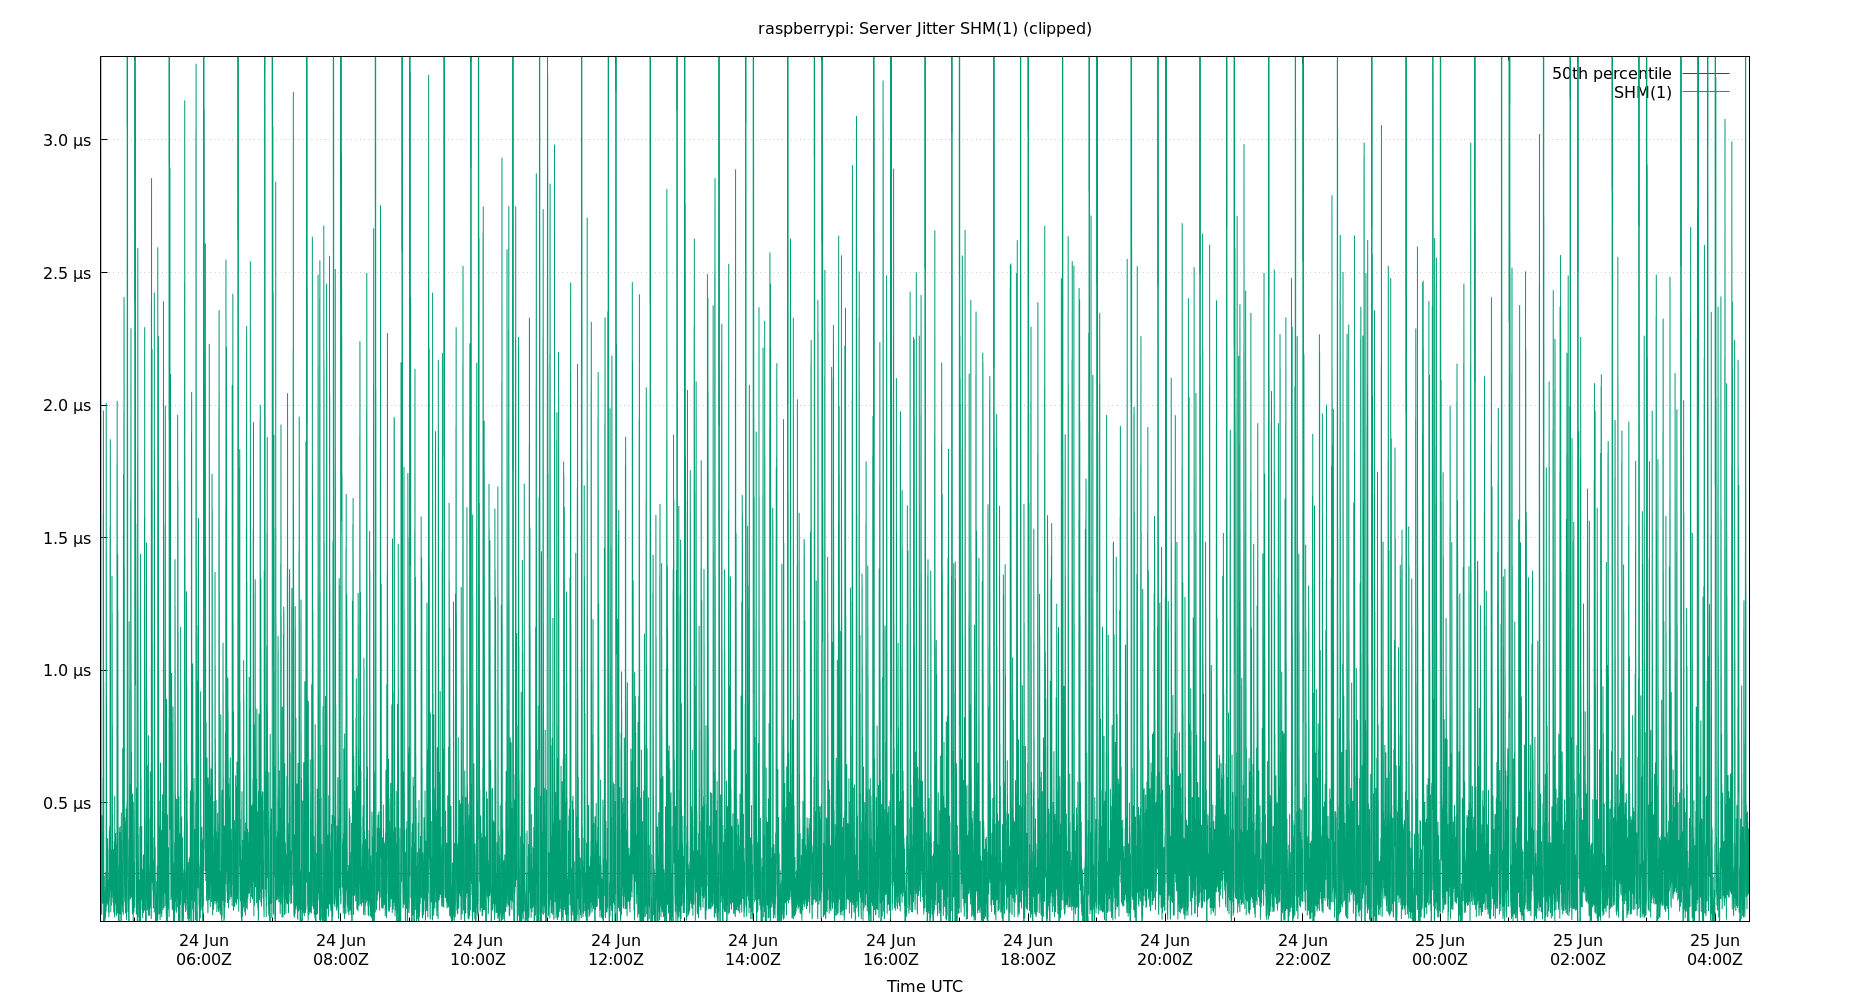 raspberrypi: Server Jitter SHM(1) (clipped)
50th percentile
SHM(1)
3.0 µs
2.5 µs
2.0 µs
1.5 µs
1.0 µs
0.5 µs
24 Jun 24 Jun 24 Jun 24 Jun 24 Jun 24 Jun 24 Jun 24 Jun 24 Jun 25 Jun 25 Jun 25 Jun
06:00Z 08:00Z 10:00Z 12:00Z 14:00Z 16:00Z 18:00Z 20:00Z 22:00Z 00:00Z 02:00Z 04:00Z
Time UTC